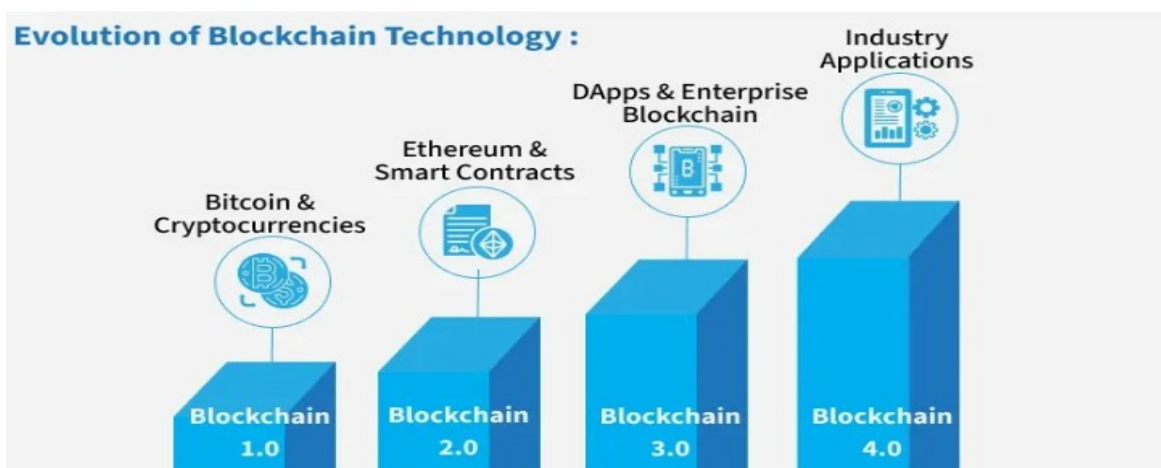 Evolution of Blockchain Technology :
Industry
Applications
DApps & Enterprise
Blockchain
Ethereum &
Smart Contracts
Bitcoin &
Cryptocurrencies
Blockchain
1.0
Blockchain
2.0
Blockchain
3.0
Blockchain
4.0